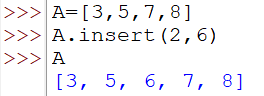 >>> A=[3,5,7,8]
>>> A.insert(2,6)
>>> A
[3, 5, 6, 7, 8]